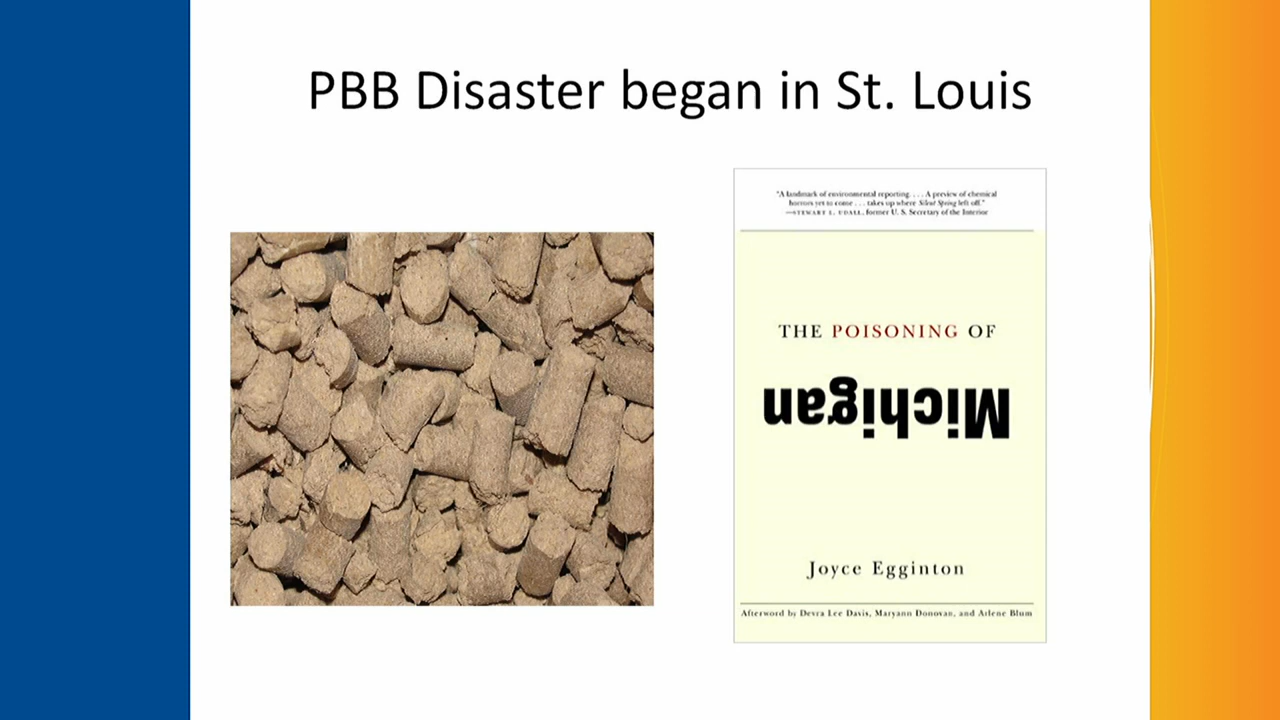 PBB Disaster began in St. Louis
"A landmark of environmental reporting. . . . A preview of chemical
horrors yet to come . . . takes up where Silent Spring left off."
—STEWART L. UDALL, former U. S. Secretary of the Interior
THE POISONING OF
Michigan
Joyce Egginton
Afterword by Devra Lee Davis, Maryann Donovan, and Arlene Blum